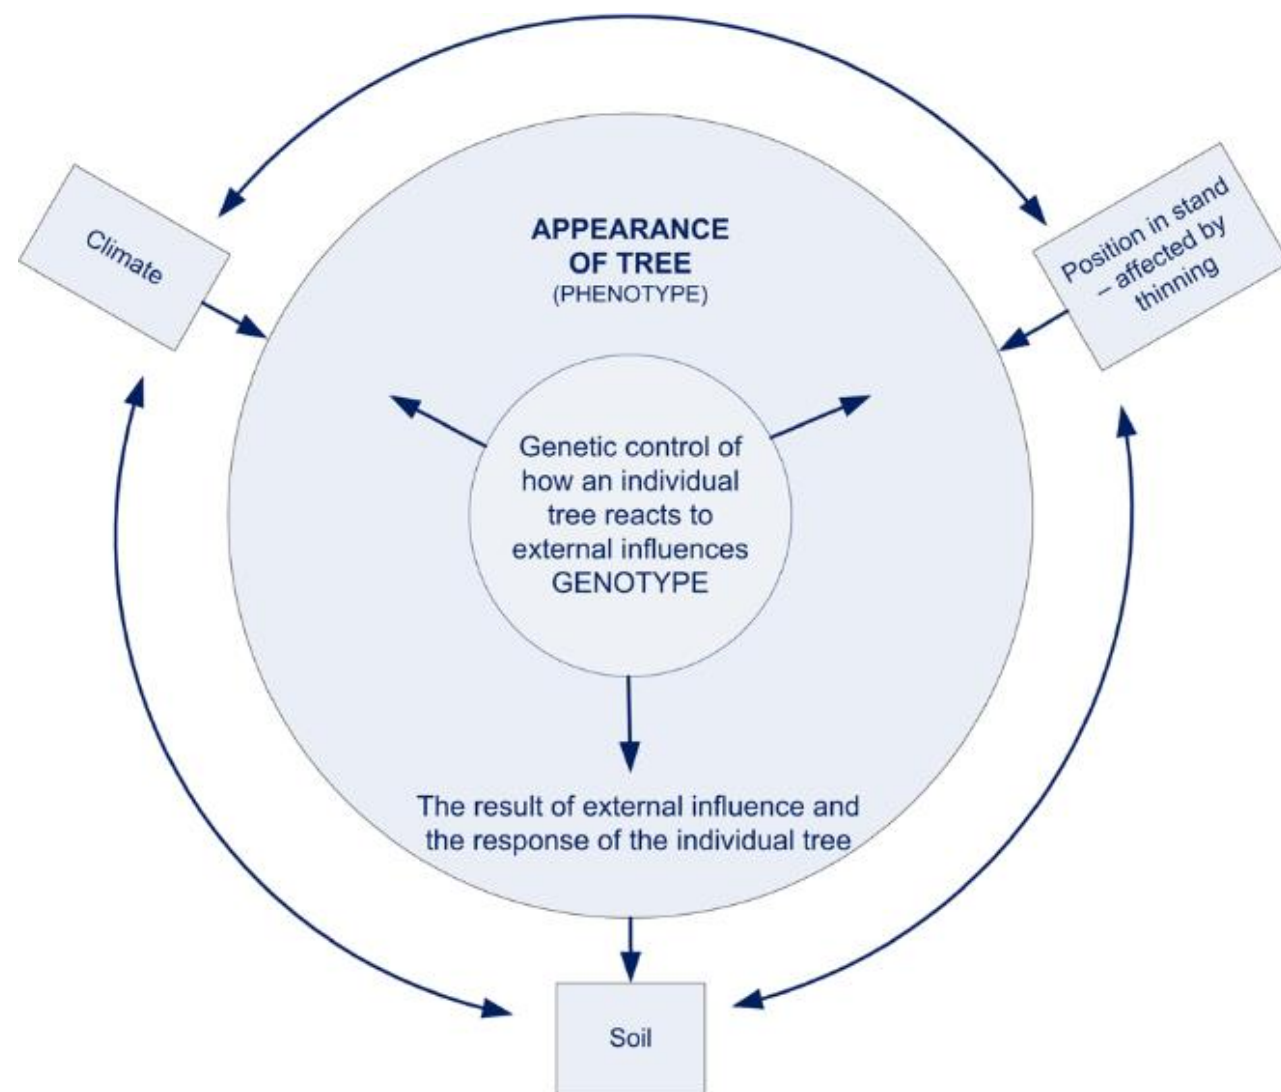 APPEARANCE
OF TREE
(PHENOTYPE)
Climate
Position in stand
– affected by
thinning
Genetic control of
how an individual
tree reacts to
external influences
GENOTYPE
The result of external influence and
the response of the individual tree
Soil